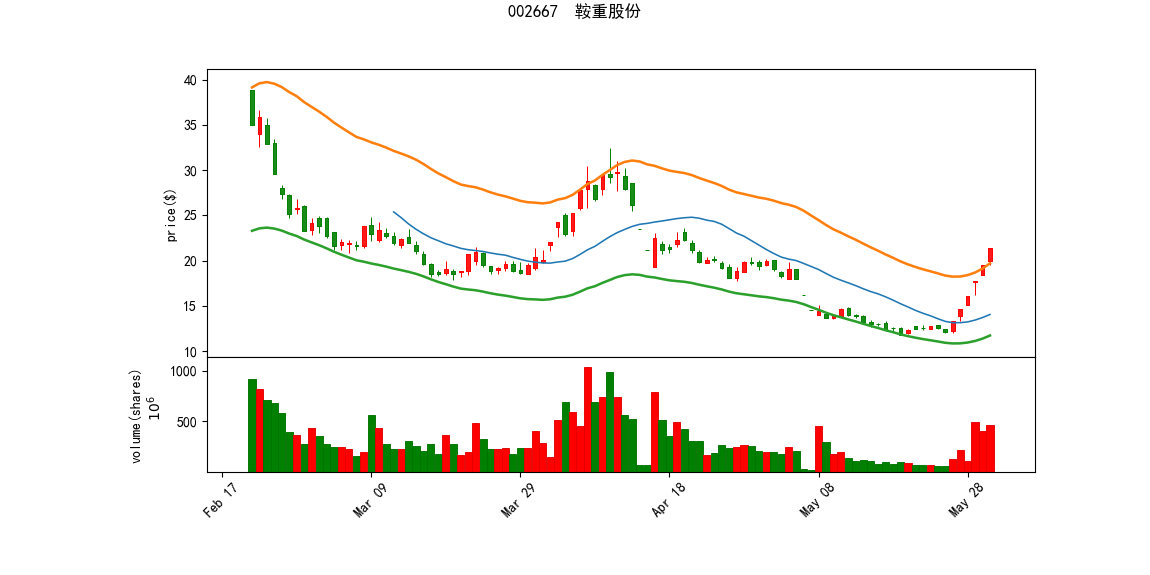 002667 鞍重股份
40
35
30
25
20
15
10
price($)
1000
500
volume(shares)
10^6
Feb 17
Mar 09
Mar 29
Apr 18
May 08
May 28